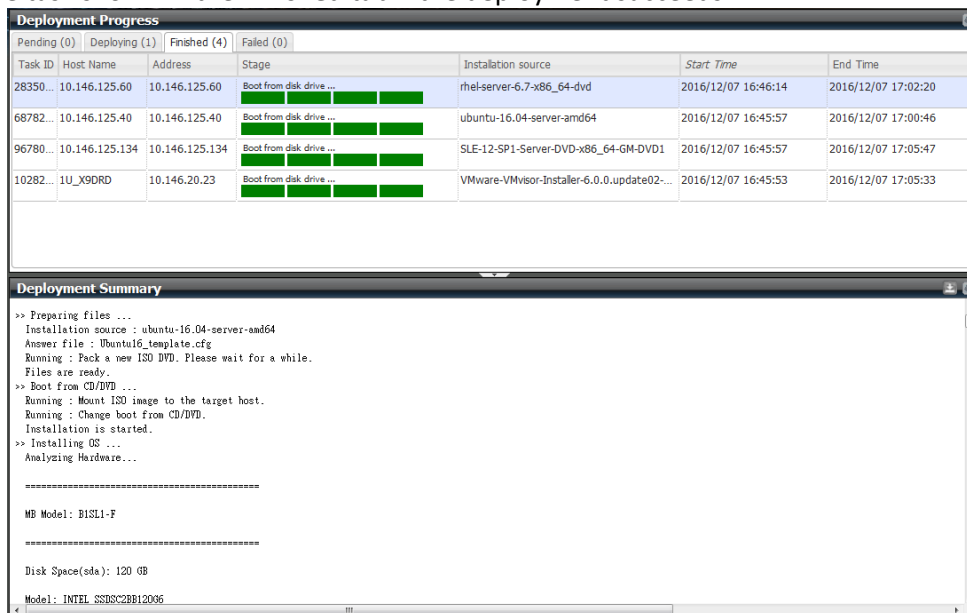 Deployment Progress
Pending (0) Deploying (1) Finished (4) Failed (0)
Task ID Host Name Address Stage Installation source Start Time End Time
28350... 10.146.125.60 10.146.125.60 Boot from disk drive ... rhel-server-6.7-x86_64-dvd 2016/12/07 16:46:14 2016/12/07 17:02:20
68782... 10.146.125.40 10.146.125.40 Boot from disk drive ... ubuntu-16.04-server-amd64 2016/12/07 16:45:57 2016/12/07 17:00:46
96780... 10.146.125.134 10.146.125.134 Boot from disk drive ... SLE-12-SP1-Server-DVD-x86_64-GM-DVD1 2016/12/07 16:45:57 2016/12/07 17:05:47
10282... 1U_X9DRD 10.146.20.23 Boot from disk drive ... VMware-VMvisor-Installer-6.0.0.update02-... 2016/12/07 16:45:53 2016/12/07 17:05:33
Deployment Summary
>> Preparing files ...
Installation source : ubuntu-16.04-server-amd64
Answer file : Ubuntu16_template.cfg
Running : Pack a new ISO DVD. Please wait for a while.
Files are ready.
>> Boot from CD/DVD ...
Running : Mount ISO image to the target host.
Running : Change boot from CD/DVD.
Installation is started.
>> Installing OS ...
Analyzing Hardware...
============================================
MB Model: B1SL1-F
============================================
Disk Space(sda): 120 GB
Model: INTEL SSDSC2BB120G6